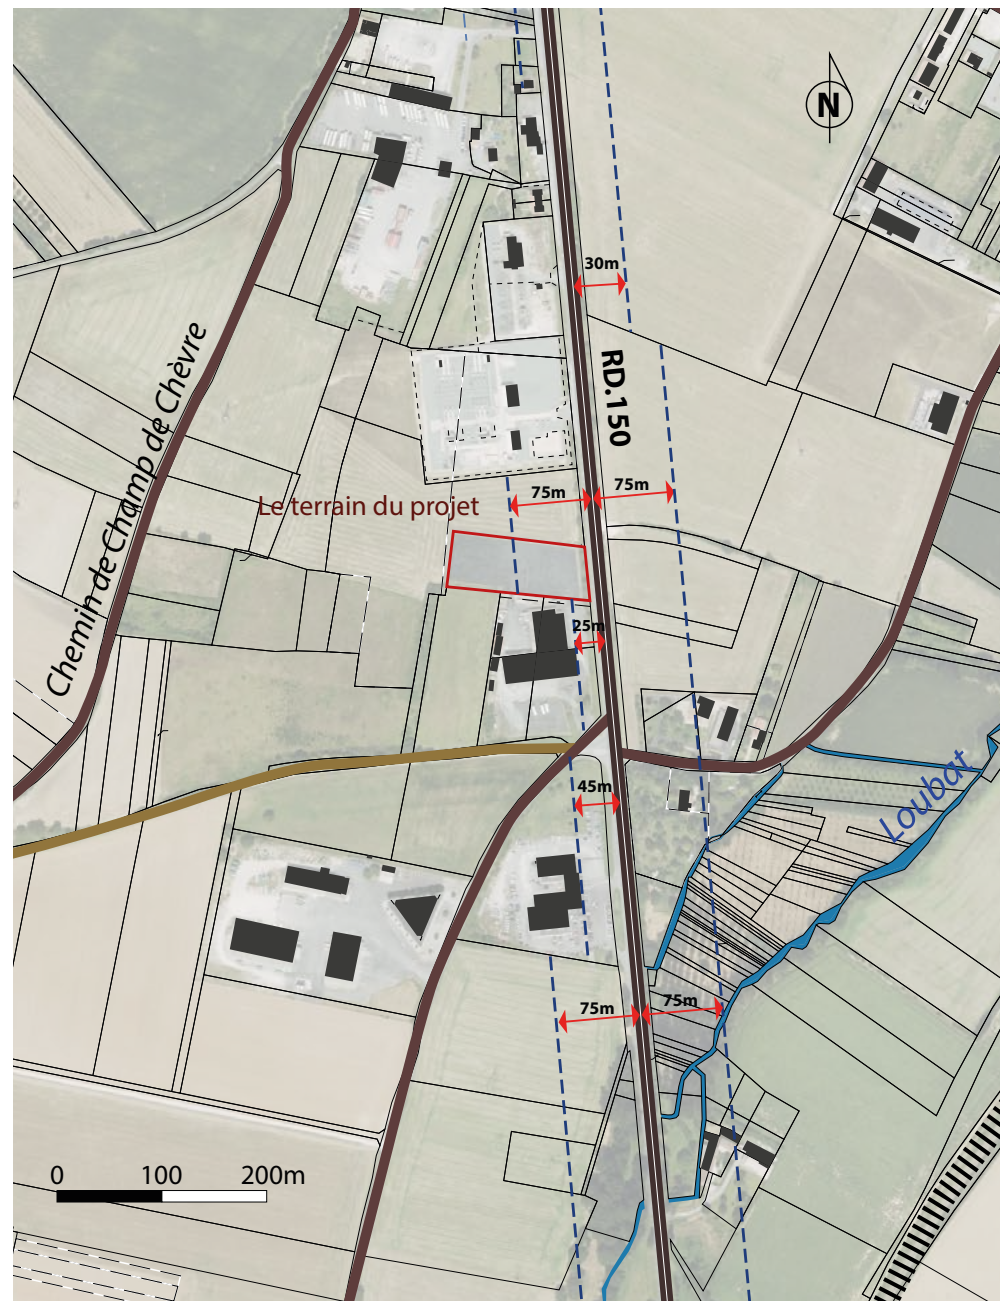 N
30m
RD.150
Chemin de Champ de Chèvre
75m
75m
Le terrain du projet
25m
Loubat
45m
75m
75m
0 100 200m